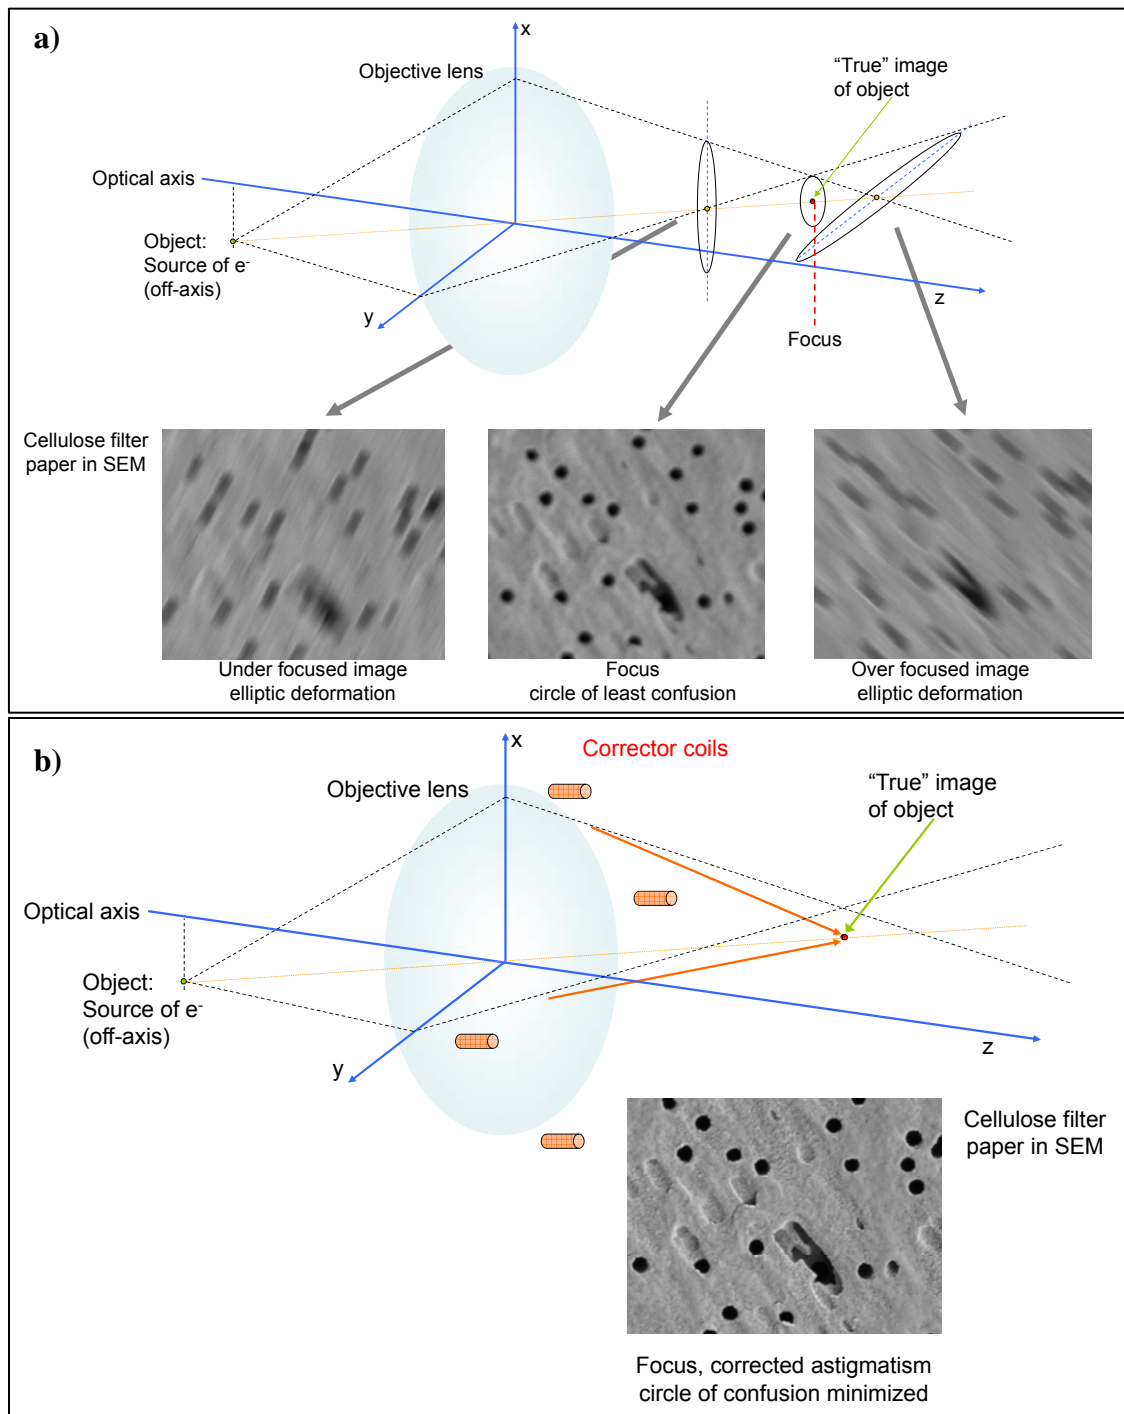 a)
x
Objective lens
"True" image
of object
Optical axis
Object:
Source of e-
(off-axis)
y
z
Focus
Cellulose filter
paper in SEM
Under focused image
elliptic deformation
Focus
circle of least confusion
Over focused image
elliptic deformation
b)
x
Corrector coils
Objective lens
"True" image
of object
Optical axis
Object:
Source of e-
(off-axis)
y
z
Cellulose filter
paper in SEM
Focus, corrected astigmatism
circle of confusion minimized